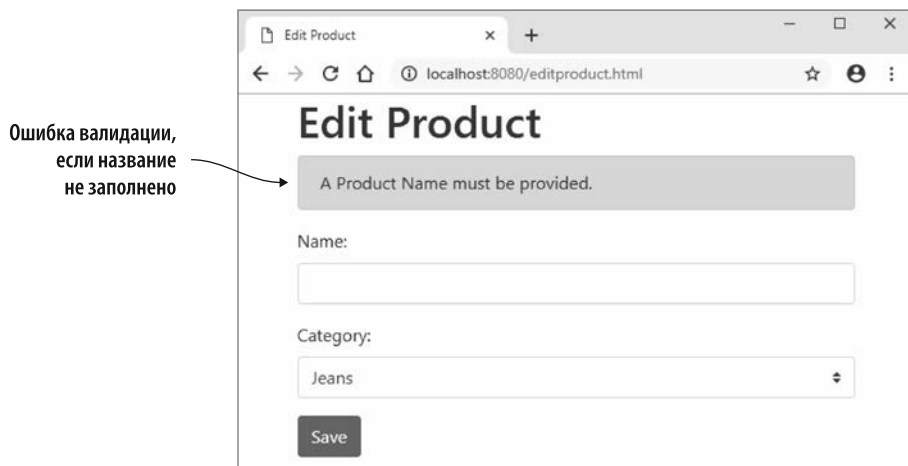 Edit Product
localhost:8080/editproduct.html
Edit Product
Ошибка валидации,
если название
не заполнено
A Product Name must be provided.
Name:
Category:
Jeans
Save